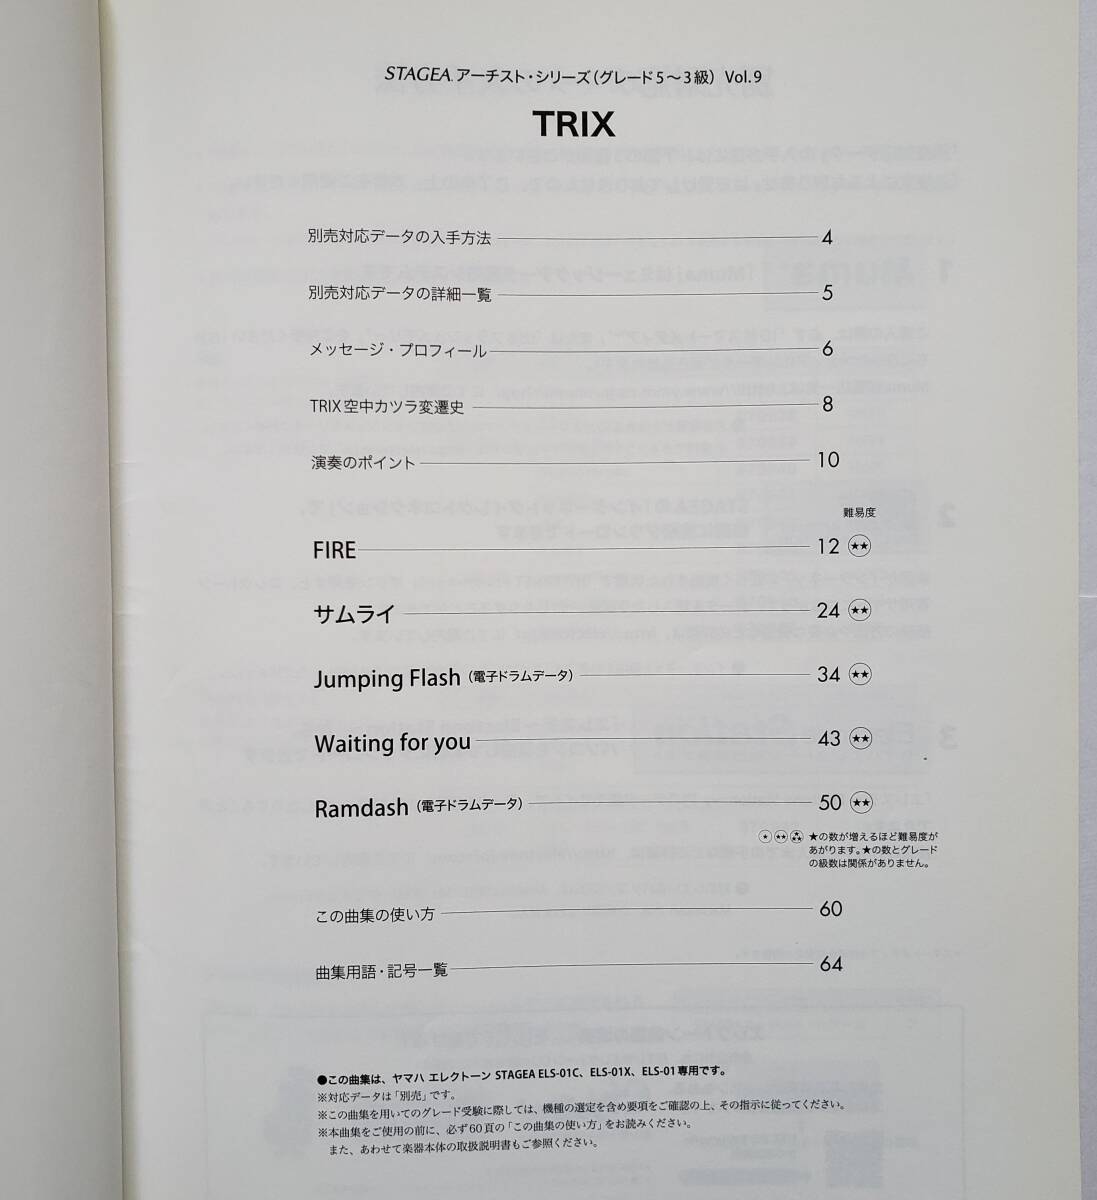 STAGEA アーチスト・シリーズ（グレード5〜3級） Vol.9
TRIX
別売対応データの入手方法 4
別売対応データの詳細一覧 5
メッセージ・プロフィール 6
TRIX空中カツラ変遷史 8
演奏のポイント 10
難易度
FIRE 12 ★★
サムライ 24 ★★
Jumping Flash（電子ドラムデータ） 34 ★★
Waiting for you 43 ★★
Ramdash（電子ドラムデータ） 50 ★★
★ ★★ ★★★ ★の数が増えるほど難易度が
あがります。★の数とグレード
の級数は関係がありません。
この曲集の使い方 60
曲集用語・記号一覧 64
●この曲集は、ヤマハ エレクトーン STAGEA ELS-01C、ELS-01X、ELS-01専用です。
※対応データは「別売」です。
※この曲集を用いてのグレード受験に際しては、機種の選定を含め要項をご確認の上、その指示に従ってください。
※本曲集をご使用の前に、必ず60頁の「この曲集の使い方」をお読みください。
また、あわせて楽器本体の取扱説明書もご参照ください。